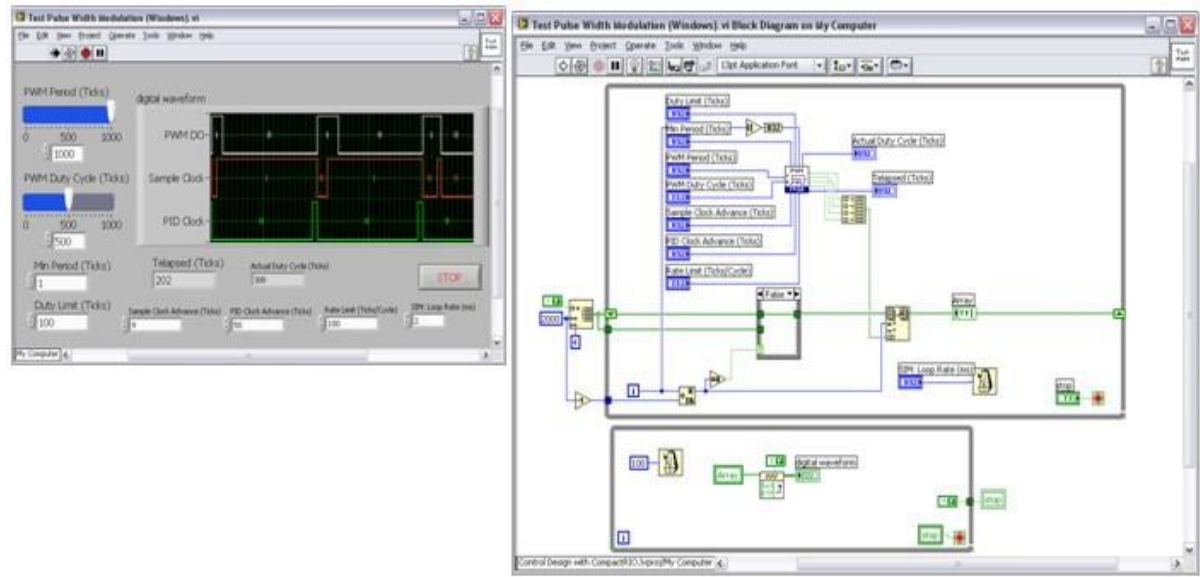 Test Pulse Width Modulation (Windows).vi
File Edit View Project Operate Tools Window Help
PWM Period (Ticks)
0 500 1000
1000
PWM Duty Cycle (Ticks)
0 500 1000
500
Min Period (Ticks)
1
Duty Limit (Ticks)
100
digital waveform
PWM DO
Sample Clock
PID Clock
Telapsed (Ticks)
202
Actual Duty Cycle (Ticks)
STOP
Sample Clock Advance (Ticks)
PID Clock Advance (Ticks)
50
Rate Limit (Ticks/Cycle)
100
SIM: Loop Rate (ms)
2
My Computer
Test Pulse Width Modulation (Windows).vi Block Diagram on My Computer
File Edit View Project Operate Tools Window Help
13pt Application Font
Duty Limit (Ticks)
Min Period (Ticks)
PWM Period (Ticks)
PWM Duty Cycle (Ticks)
Sample Clock Advance (Ticks)
PID Clock Advance (Ticks)
Rate Limit (Ticks/Cycle)
Actual Duty Cycle (Ticks)
Telapsed (Ticks)
False
2000
4
i
Array
SIM: Loop Rate (ms)
stop
100
Array
digital waveform
stop
stop
i
Control Design with CompactRIO.lvproj/My Computer